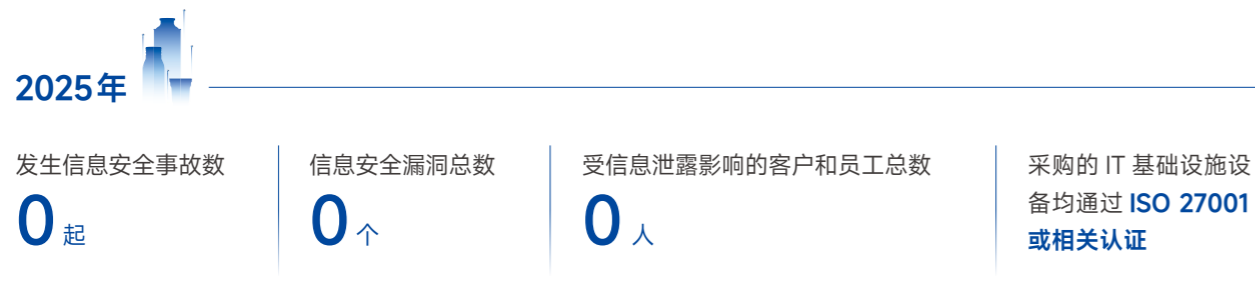 2025年
发生信息安全事故数
0 起
信息安全漏洞总数
0 个
受信息泄露影响的客户和员工总数
0 人
采购的 IT 基础设施设
备均通过 ISO 27001
或相关认证